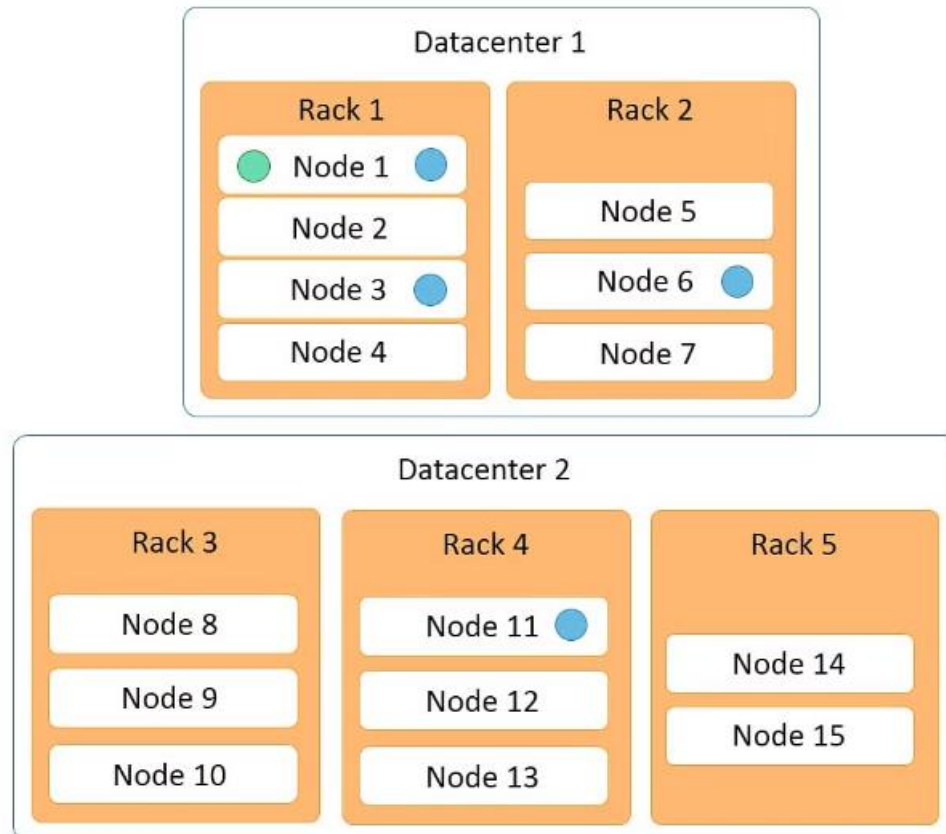 Datacenter 1
Rack 1
Node 1
Node 2
Node 3
Node 4
Rack 2
Node 5
Node 6
Node 7
Datacenter 2
Rack 3
Node 8
Node 9
Node 10
Rack 4
Node 11
Node 12
Node 13
Rack 5
Node 14
Node 15